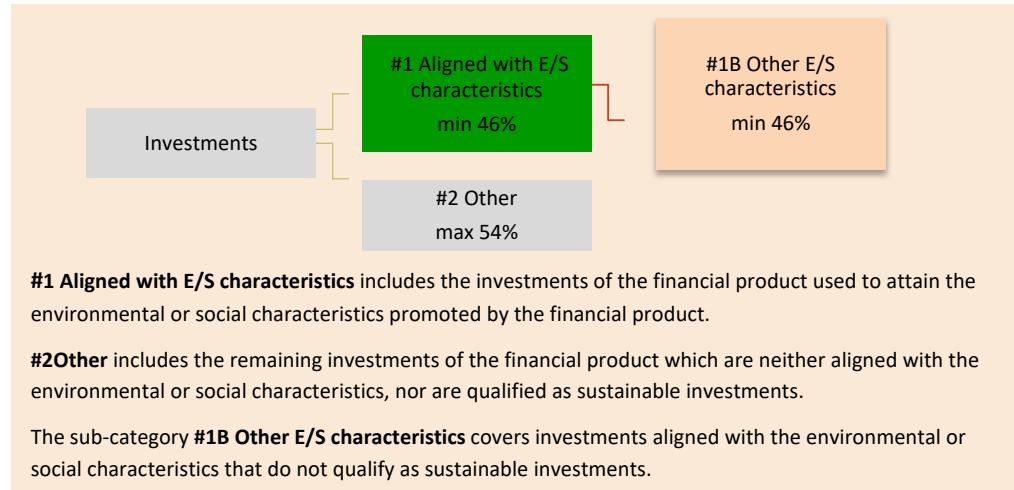 #1 Aligned with E/S
characteristics
min 46%
#1B Other E/S
characteristics
min 46%
Investments
#2 Other
max 54%
#1 Aligned with E/S characteristics includes the investments of the financial product used to attain the
environmental or social characteristics promoted by the financial product.
#2Other includes the remaining investments of the financial product which are neither aligned with the
environmental or social characteristics, nor are qualified as sustainable investments.
The sub-category #1B Other E/S characteristics covers investments aligned with the environmental or
social characteristics that do not qualify as sustainable investments.